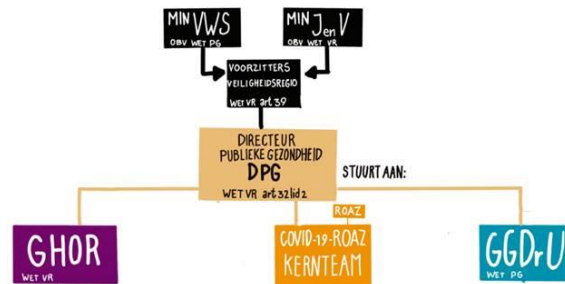 MIN VWS
OBV WET PG
MIN JenV
OBV WET VR
VOORZITTERS
VEILIGHEIDSREGIO
WET VR art 39
DIRECTEUR
PUBLIEKE GEZONDHEID
DPG
WET VR art 32 lid 2
STUURT AAN:
GHOR
WET VR
ROAZ
COVID-19-ROAZ
KERNTEAM
GGDrU
WET PG